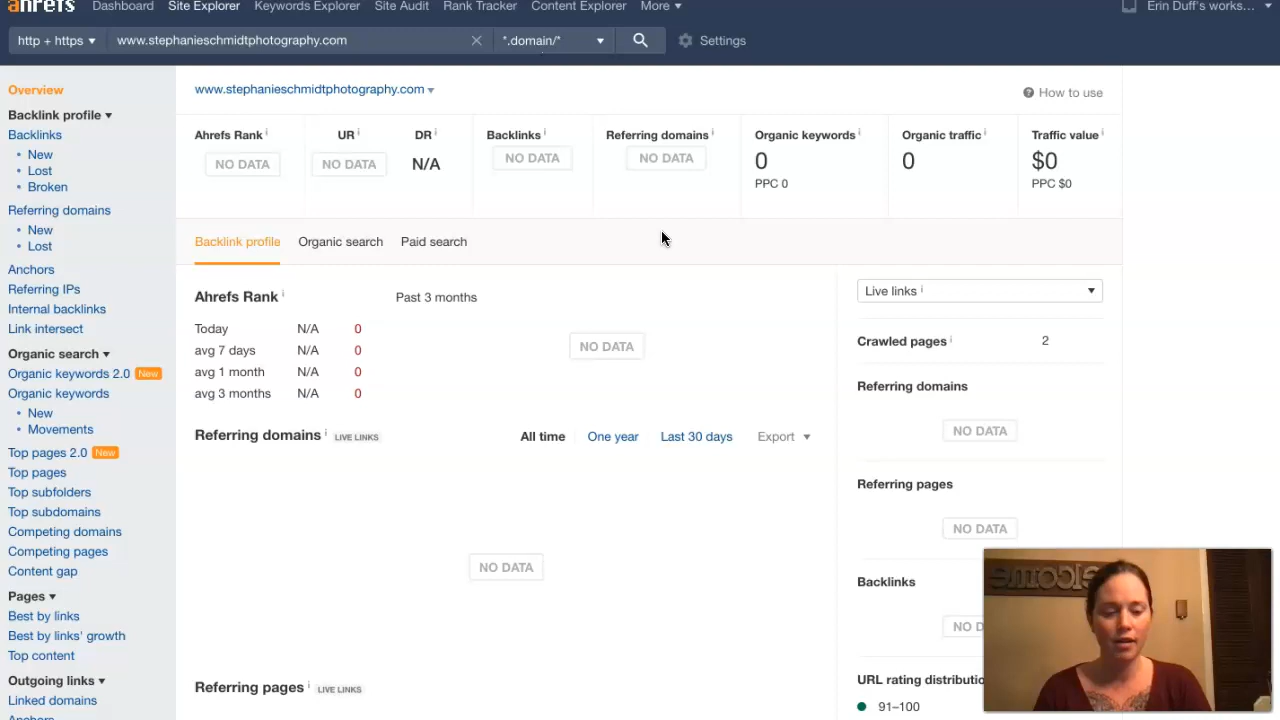 ahrefs
Dashboard Site Explorer Keywords Explorer Site Audit Rank Tracker Content Explorer More Erin Duff's works...
http + https www.stephanieschmidtphotography.com *.domain/* Settings
Overview
Backlink profile
Backlinks
• New
• Lost
• Broken
Referring domains
• New
• Lost
Anchors
Referring IPs
Internal backlinks
Link intersect
Organic search
Organic keywords 2.0 New
Organic keywords
• New
• Movements
Top pages 2.0 New
Top pages
Top subfolders
Top subdomains
Competing domains
Competing pages
Content gap
Pages
Best by links
Best by links' growth
Top content
Outgoing links
Linked domains
Anchors
www.stephanieschmidtphotography.com
? How to use
Ahrefs Rank i UR i DR i Backlinks i Referring domains i Organic keywords i Organic traffic i Traffic value i
NO DATA NO DATA N/A NO DATA NO DATA 0 0 $0
PPC 0 PPC $0
Backlink profile Organic search Paid search
Ahrefs Rank i Past 3 months
Today N/A 0
avg 7 days N/A 0
avg 1 month N/A 0
avg 3 months N/A 0
NO DATA
Referring domains i LIVE LINKS All time One year Last 30 days Export
NO DATA
Referring pages i LIVE LINKS
Live links i
Crawled pages i 2
Referring domains
NO DATA
Referring pages
NO DATA
Backlinks
NO D
URL rating distributio
91–100
welcome